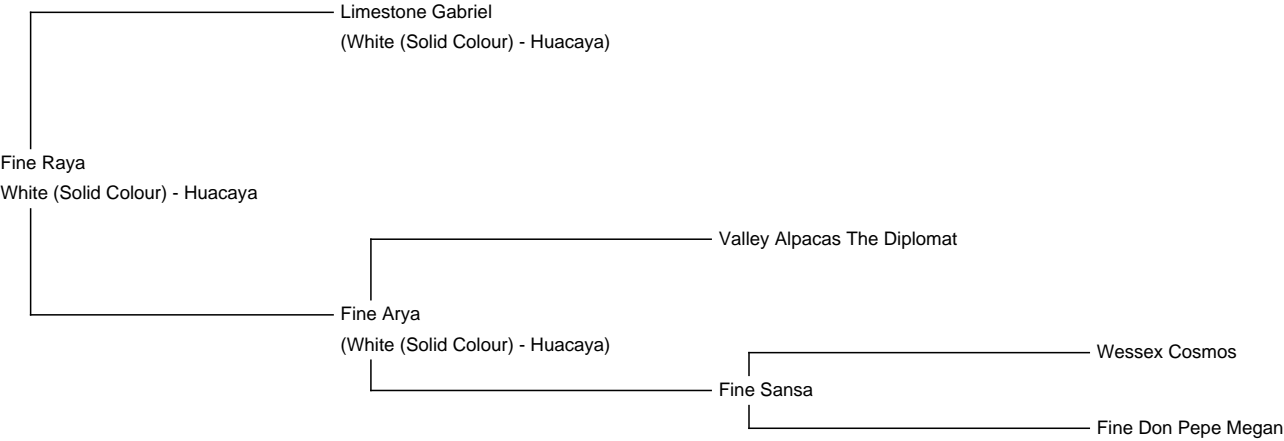 Limestone Gabriel
(White (Solid Colour) - Huacaya)
Fine Raya
White (Solid Colour) - Huacaya
Valley Alpacas The Diplomat
Fine Arya
(White (Solid Colour) - Huacaya)
Wessex Cosmos
Fine Sansa
Fine Don Pepe Megan